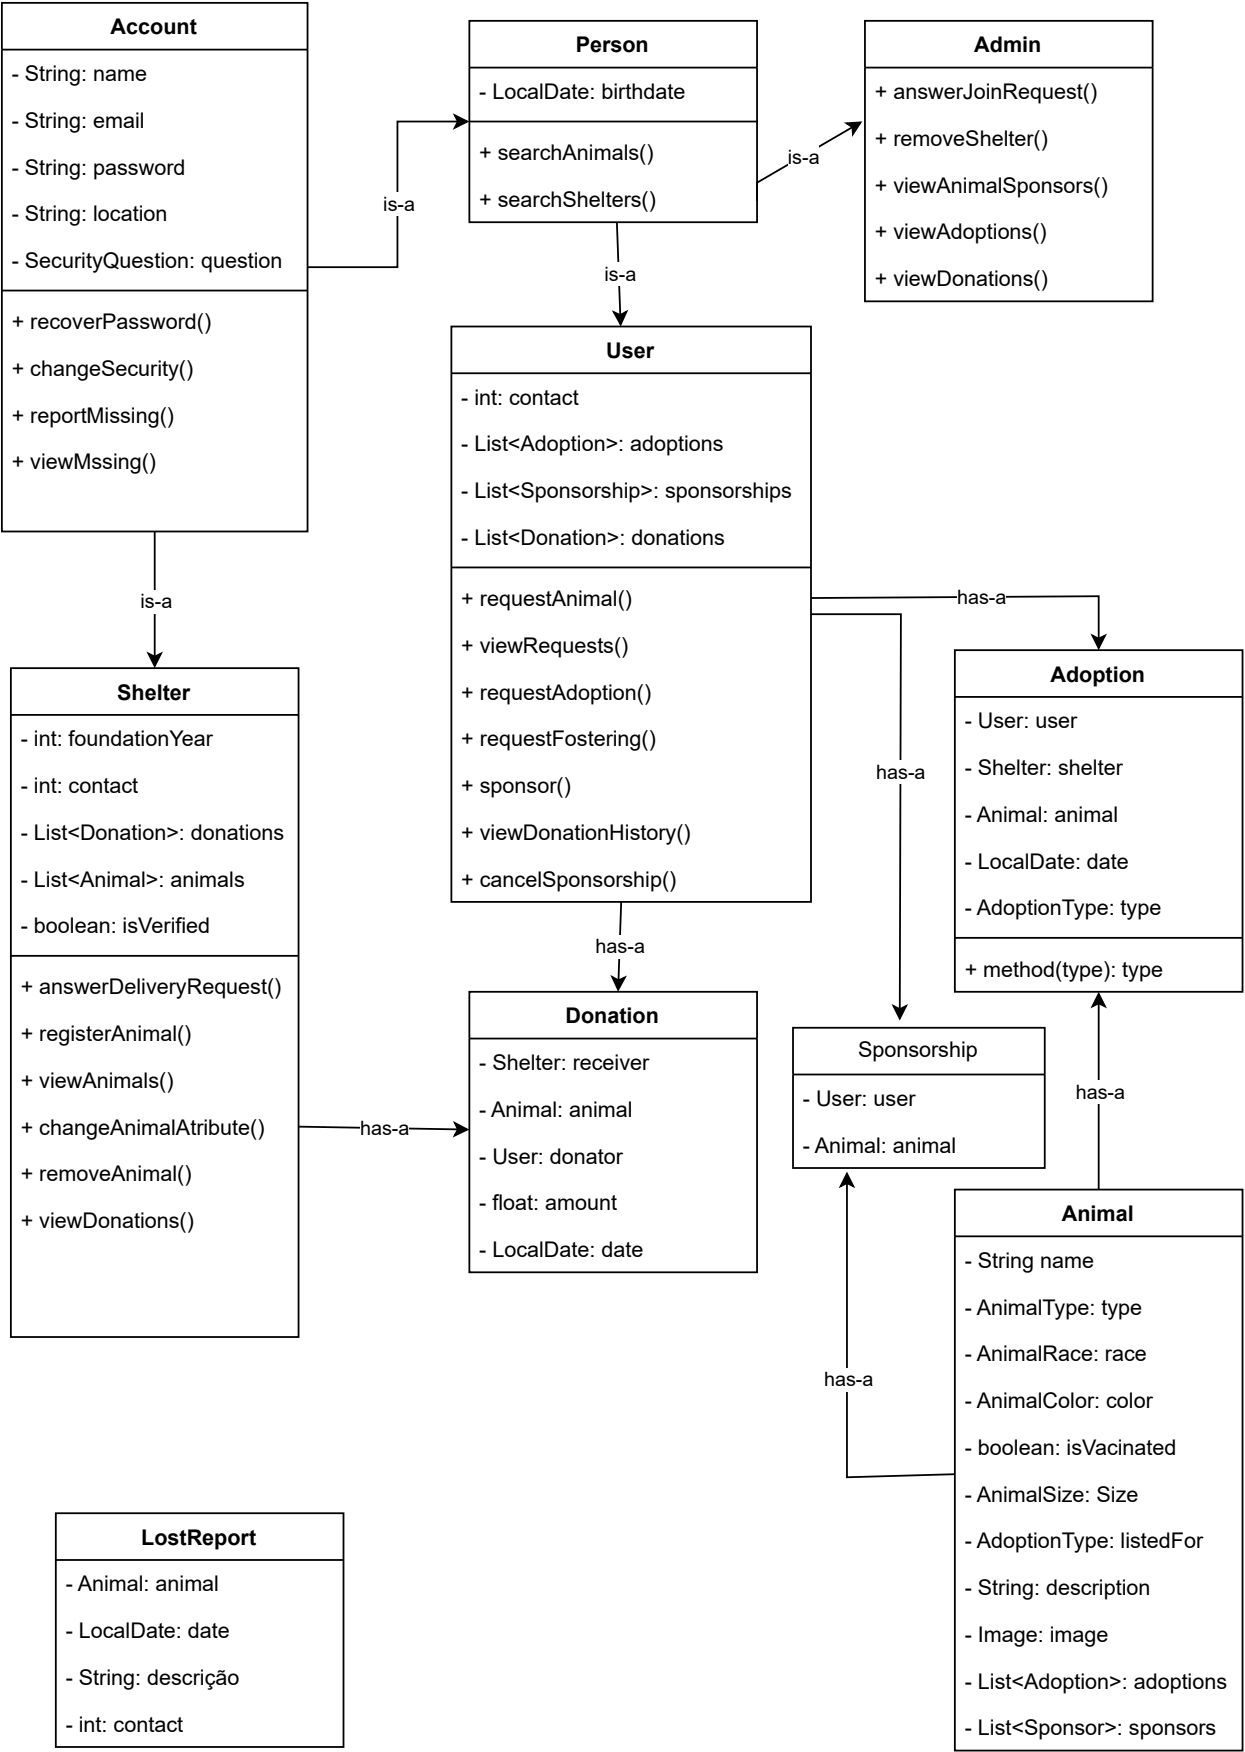 Account
- String: name
- String: email
- String: password
- String: location
- SecurityQuestion: question
+ recoverPassword()
+ changeSecurity()
+ reportMissing()
+ viewMssing()
is-a
Person
- LocalDate: birthdate
+ searchAnimals()
+ searchShelters()
is-a
Admin
+ answerJoinRequest()
+ removeShelter()
+ viewAnimalSponsors()
+ viewAdoptions()
+ viewDonations()
is-a
User
- int: contact
- List<Adoption>: adoptions
- List<Sponsorship>: sponsorships
- List<Donation>: donations
+ requestAnimal()
+ viewRequests()
+ requestAdoption()
+ requestFostering()
+ sponsor()
+ viewDonationHistory()
+ cancelSponsorship()
is-a
Shelter
- int: foundationYear
- int: contact
- List<Donation>: donations
- List<Animal>: animals
- boolean: isVerified
+ answerDeliveryRequest()
+ registerAnimal()
+ viewAnimals()
+ changeAnimalAtribute()
+ removeAnimal()
+ viewDonations()
has-a
has-a
Donation
- Shelter: receiver
- Animal: animal
- User: donator
- float: amount
- LocalDate: date
has-a
has-a
Adoption
- User: user
- Shelter: shelter
- Animal: animal
- LocalDate: date
- AdoptionType: type
+ method(type): type
Sponsorship
- User: user
- Animal: animal
has-a
has-a
Animal
- String name
- AnimalType: type
- AnimalRace: race
- AnimalColor: color
- boolean: isVacinated
- AnimalSize: Size
- AdoptionType: listedFor
- String: description
- Image: image
- List<Adoption>: adoptions
- List<Sponsor>: sponsors
LostReport
- Animal: animal
- LocalDate: date
- String: descrição
- int: contact